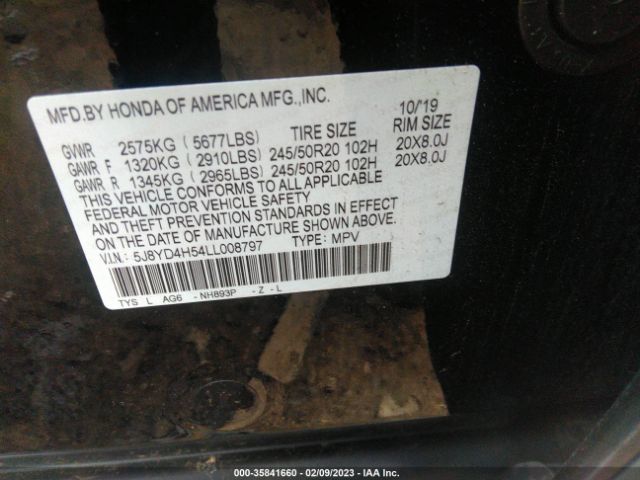 MFD.BY HONDA OF AMERICA MFG.,INC. 10/19
GVWR 2575KG ( 5677LBS) TIRE SIZE RIM SIZE
GAWR F 1320KG ( 2910LBS) 245/50R20 102H 20X8.0J
GAWR R 1345KG ( 2965LBS) 245/50R20 102H 20X8.0J
THIS VEHICLE CONFORMS TO ALL APPLICABLE
FEDERAL MOTOR VEHICLE SAFETY
AND THEFT PREVENTION STANDARDS IN EFFECT
ON THE DATE OF MANUFACTURE SHOWN ABOVE.
V.I.N.: 5J8YD4H54LL008797 TYPE: MPV
TYS L AG6 -NH893P -Z-L
000-35841660 — 02/09/2023 — IAA Inc.